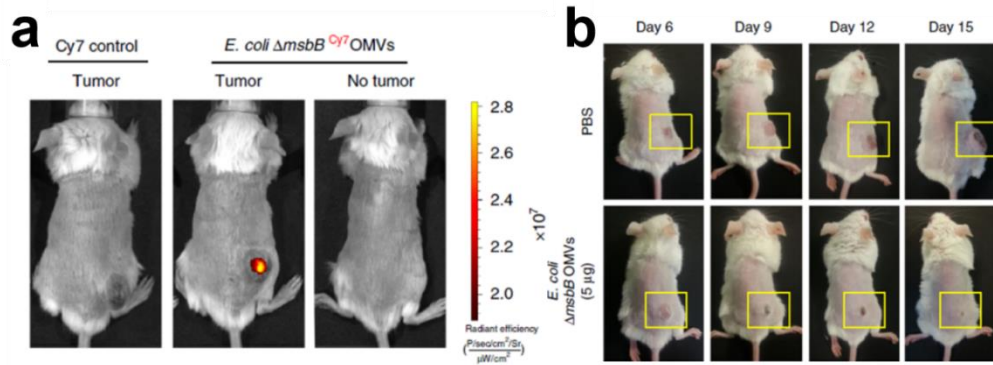 a
Cy7 control
E. coli ΔmsbB Cy7 OMVs
Tumor
Tumor
No tumor
2.8
2.6
2.4
2.2
2.0
×10⁷
Radiant efficiency
(P/sec/cm²/Sr
μW/cm²)
b
Day 6
Day 9
Day 12
Day 15
PBS
E. coli
ΔmsbB OMVs
(5 μg)